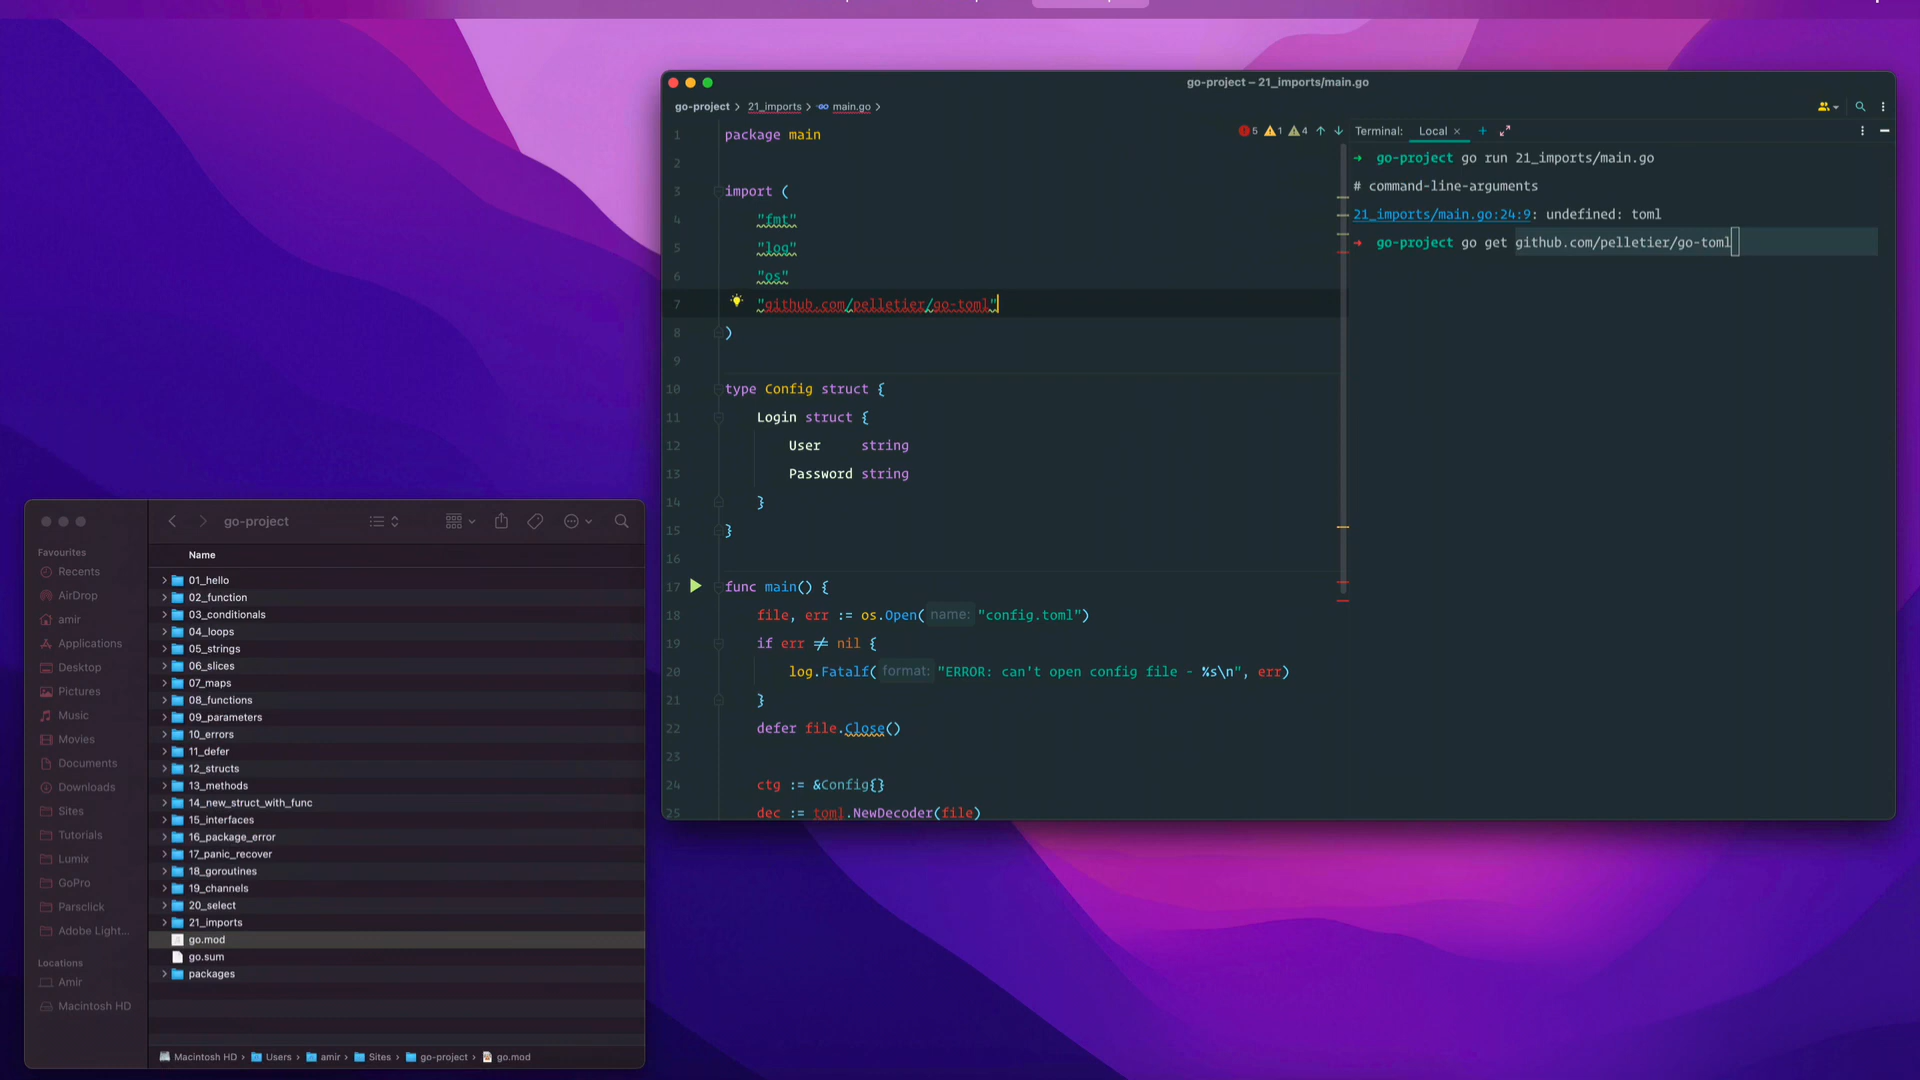 go-project – 21_imports/main.go
go-project > 21_imports > main.go >
5 1 4
Terminal: Local × +
1 package main
2
3 import (
4 "fmt"
5 "log"
6 "os"
7 "github.com/pelletier/go-toml"
8 )
9
10 type Config struct {
11 Login struct {
12 User string
13 Password string
14 }
15 }
16
17 func main() {
18 file, err := os.Open( name: "config.toml")
19 if err ≠ nil {
20 log.Fatalf( format: "ERROR: can't open config file - %s\n", err)
21 }
22 defer file.Close()
23
24 ctg := &Config{}
25 dec := toml.NewDecoder(file)
→ go-project go run 21_imports/main.go
# command-line-arguments
21_imports/main.go:24:9: undefined: toml
→ go-project go get github.com/pelletier/go-toml
go-project
Favourites
Recents
AirDrop
amir
Applications
Desktop
Pictures
Music
Movies
Documents
Downloads
Sites
Tutorials
Lumix
GoPro
Parsclick
Adobe Light...
Locations
Amir
Macintosh HD
Name
01_hello
02_function
03_conditionals
04_loops
05_strings
06_slices
07_maps
08_functions
09_parameters
10_errors
11_defer
12_structs
13_methods
14_new_struct_with_func
15_interfaces
16_package_error
17_panic_recover
18_goroutines
19_channels
20_select
21_imports
go.mod
go.sum
packages
Macintosh HD > Users > amir > Sites > go-project > go.mod